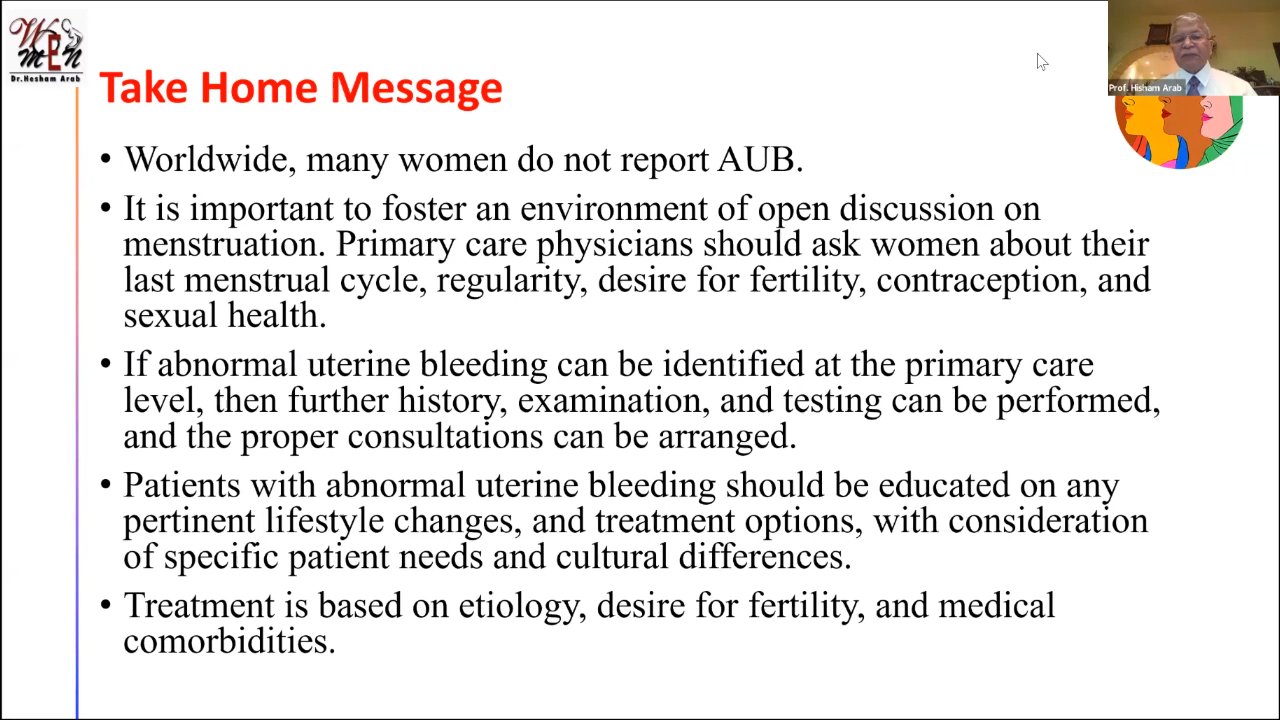 WOMEN
Dr.Hesham Arab
Take Home Message
Prof. Hisham Arab
• Worldwide, many women do not report AUB.
• It is important to foster an environment of open discussion on
menstruation. Primary care physicians should ask women about their
last menstrual cycle, regularity, desire for fertility, contraception, and
sexual health.
• If abnormal uterine bleeding can be identified at the primary care
level, then further history, examination, and testing can be performed,
and the proper consultations can be arranged.
• Patients with abnormal uterine bleeding should be educated on any
pertinent lifestyle changes, and treatment options, with consideration
of specific patient needs and cultural differences.
• Treatment is based on etiology, desire for fertility, and medical
comorbidities.